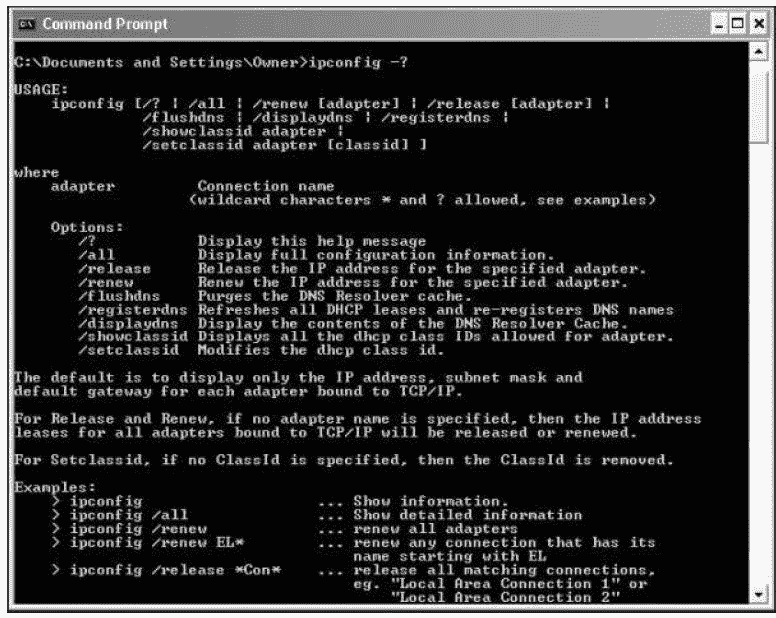 Command Prompt
C:\Documents and Settings\Owner>ipconfig -?
USAGE:
ipconfig [/? | /all | /renew [adapter] | /release [adapter] |
/flushdns | /displaydns | /registerdns |
/showclassid adapter |
/setclassid adapter [classid] ]
where
adapter Connection name
(wildcard characters * and ? allowed, see examples)
Options:
/? Display this help message
/all Display full configuration information.
/release Release the IP address for the specified adapter.
/renew Renew the IP address for the specified adapter.
/flushdns Purges the DNS Resolver cache.
/registerdns Refreshes all DHCP leases and re-registers DNS names
/displaydns Display the contents of the DNS Resolver Cache.
/showclassid Displays all the dhcp class IDs allowed for adapter.
/setclassid Modifies the dhcp class id.
The default is to display only the IP address, subnet mask and
default gateway for each adapter bound to TCP/IP.
For Release and Renew, if no adapter name is specified, then the IP address
leases for all adapters bound to TCP/IP will be released or renewed.
For Setclassid, if no ClassId is specified, then the ClassId is removed.
Examples:
> ipconfig ... Show information.
> ipconfig /all ... Show detailed information
> ipconfig /renew ... renew all adapters
> ipconfig /renew EL* ... renew any connection that has its
name starting with EL
> ipconfig /release *Con* ... release all matching connections,
eg. "Local Area Connection 1" or
"Local Area Connection 2"